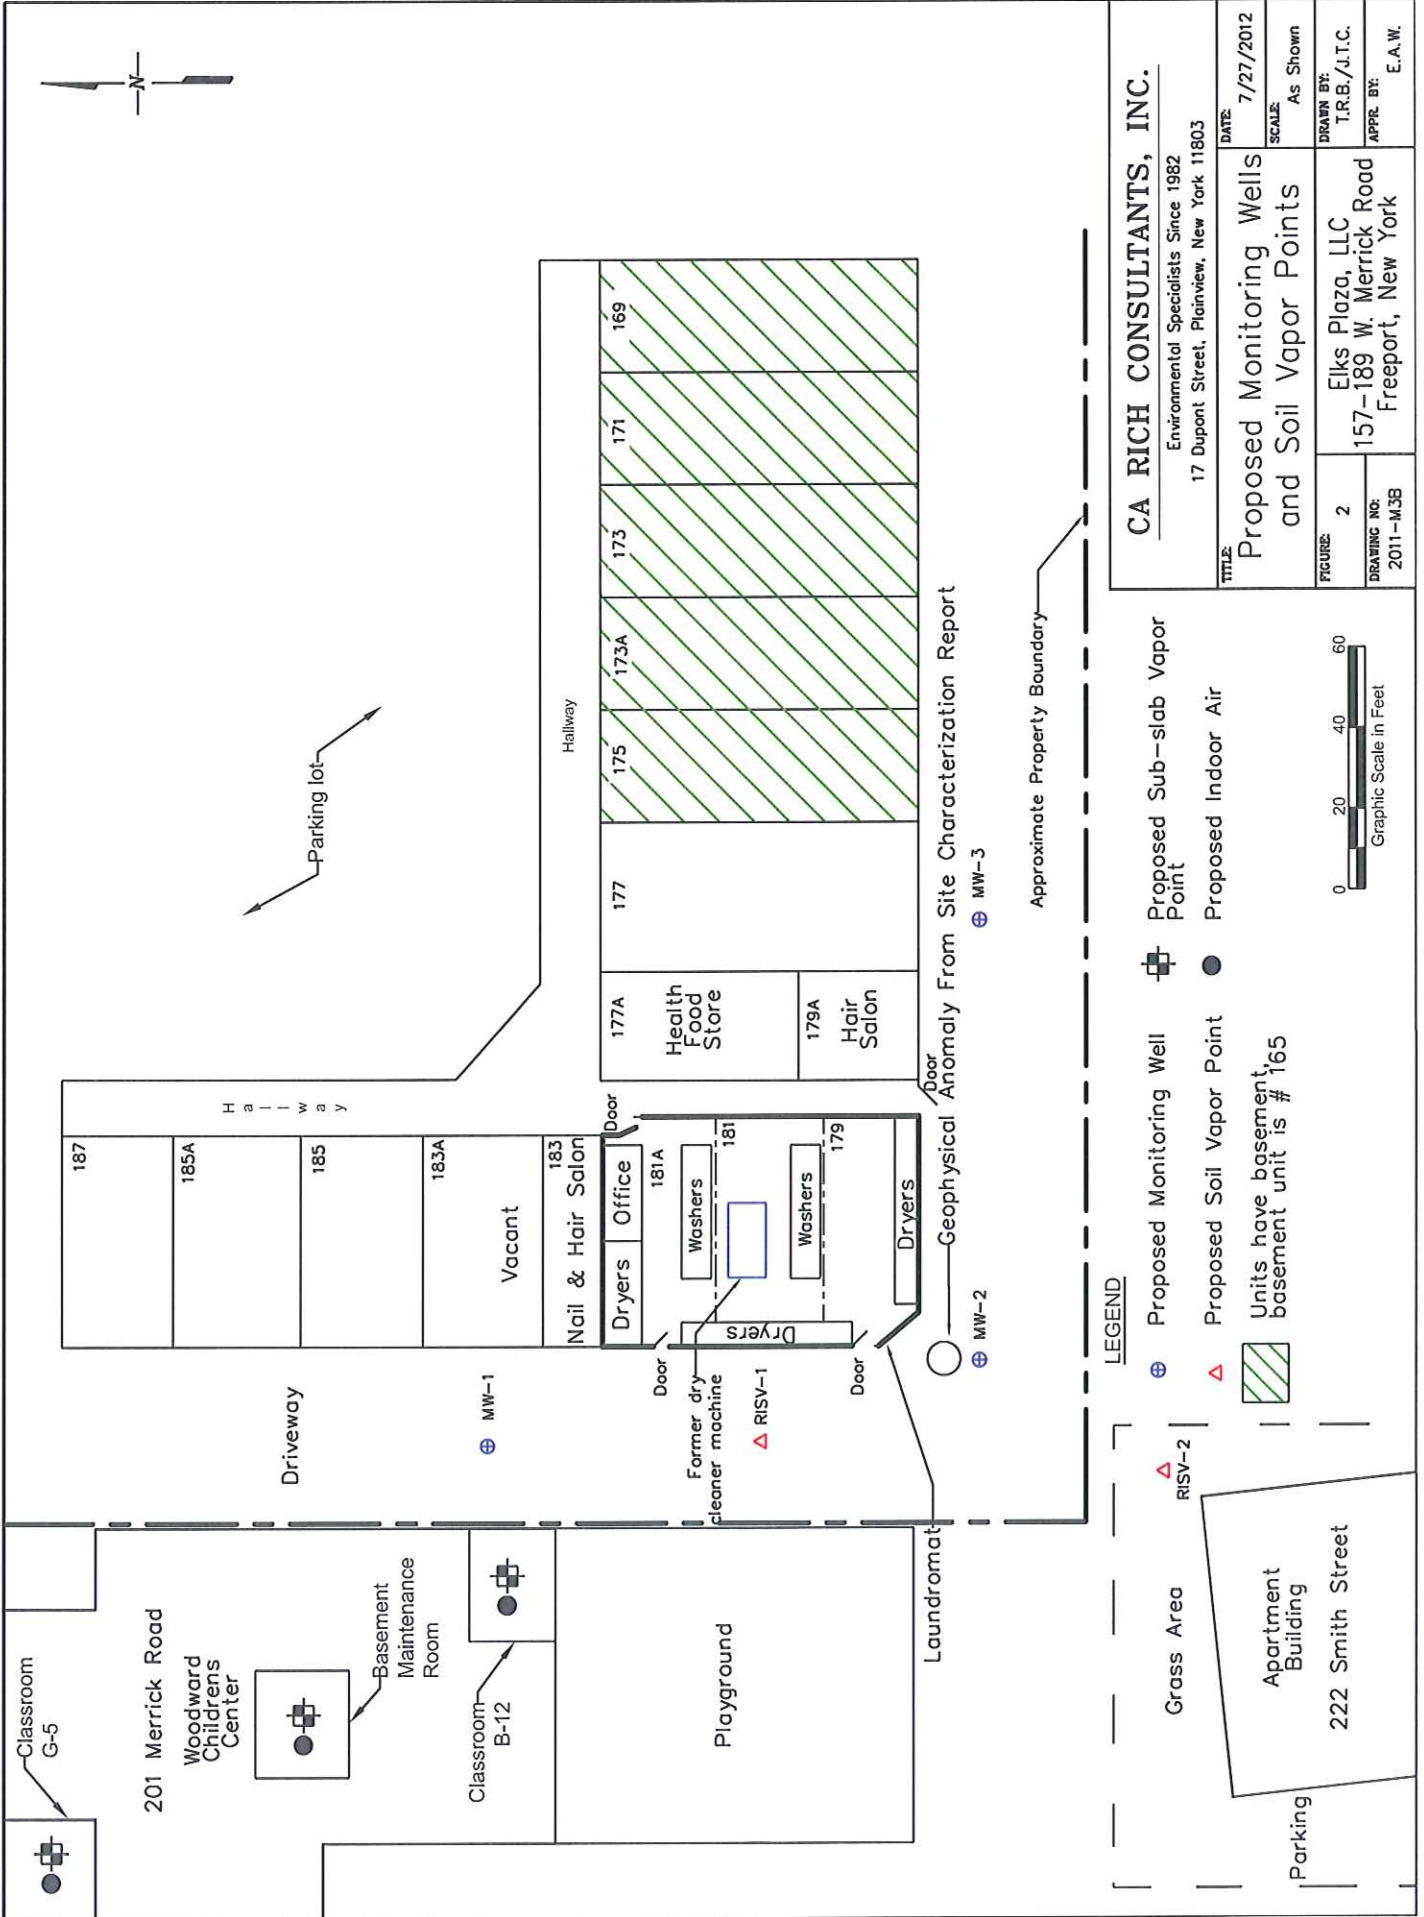 N
Classroom
G-5
201 Merrick Road
Woodward
Childrens
Center
Basement
Maintenance
Room
Classroom
B-12
Playground
Driveway
187
185A
185
183A
Vacant
183
Nail & Hair Salon
Hallway
Parking lot
Hallway
Dryers
Office
Door
181A
Washers
181
Washers
179
Dryers
Dryers
Door
Door
Door
Former dry
cleaner machine
Laundromat
MW-1
RISV-1
MW-2
MW-3
177A
Health
Food
Store
179A
Hair
Salon
177
175
173A
173
171
169
Geophysical Anomaly From Site Characterization Report
Approximate Property Boundary
RISV-2
Grass Area
Apartment
Building
222 Smith Street
Parking
LEGEND
Proposed Monitoring Well
Proposed Soil Vapor Point
Units have basement,
basement unit is # 165
Proposed Sub-slab Vapor
Point
Proposed Indoor Air
0 20 40 60
Graphic Scale in Feet
CA RICH CONSULTANTS, INC.
Environmental Specialists Since 1982
17 Dupont Street, Plainview, New York 11803
TITLE:
Proposed Monitoring Wells
and Soil Vapor Points
DATE:
7/27/2012
SCALE:
As Shown
FIGURE:
2
DRAWING NO:
2011-M3B
Elks Plaza, LLC
157-189 W. Merrick Road
Freeport, New York
DRAWN BY:
T.R.B./J.T.C.
APPR. BY:
E.A.W.